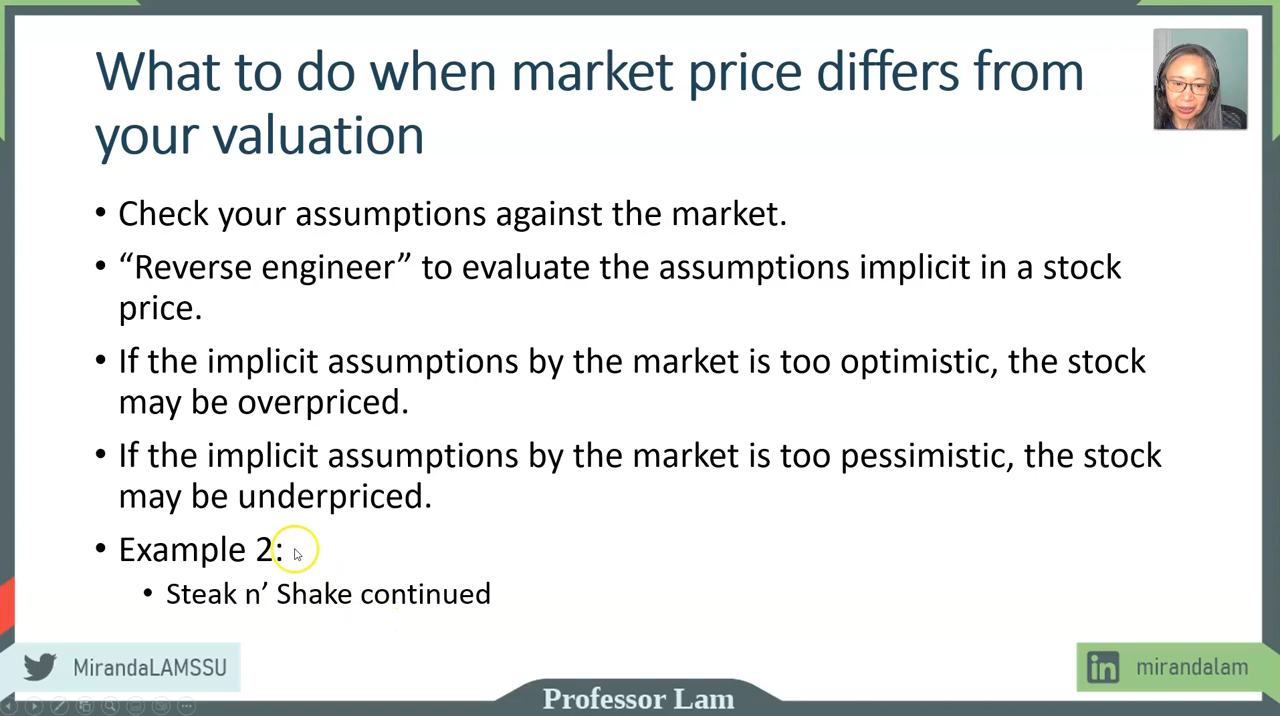 What to do when market price differs from
your valuation
• Check your assumptions against the market.
• “Reverse engineer” to evaluate the assumptions implicit in a stock
price.
• If the implicit assumptions by the market is too optimistic, the stock
may be overpriced.
• If the implicit assumptions by the market is too pessimistic, the stock
may be underpriced.
• Example 2:
• Steak n’ Shake continued
MirandaLAMSSU
in mirandalam
Professor Lam